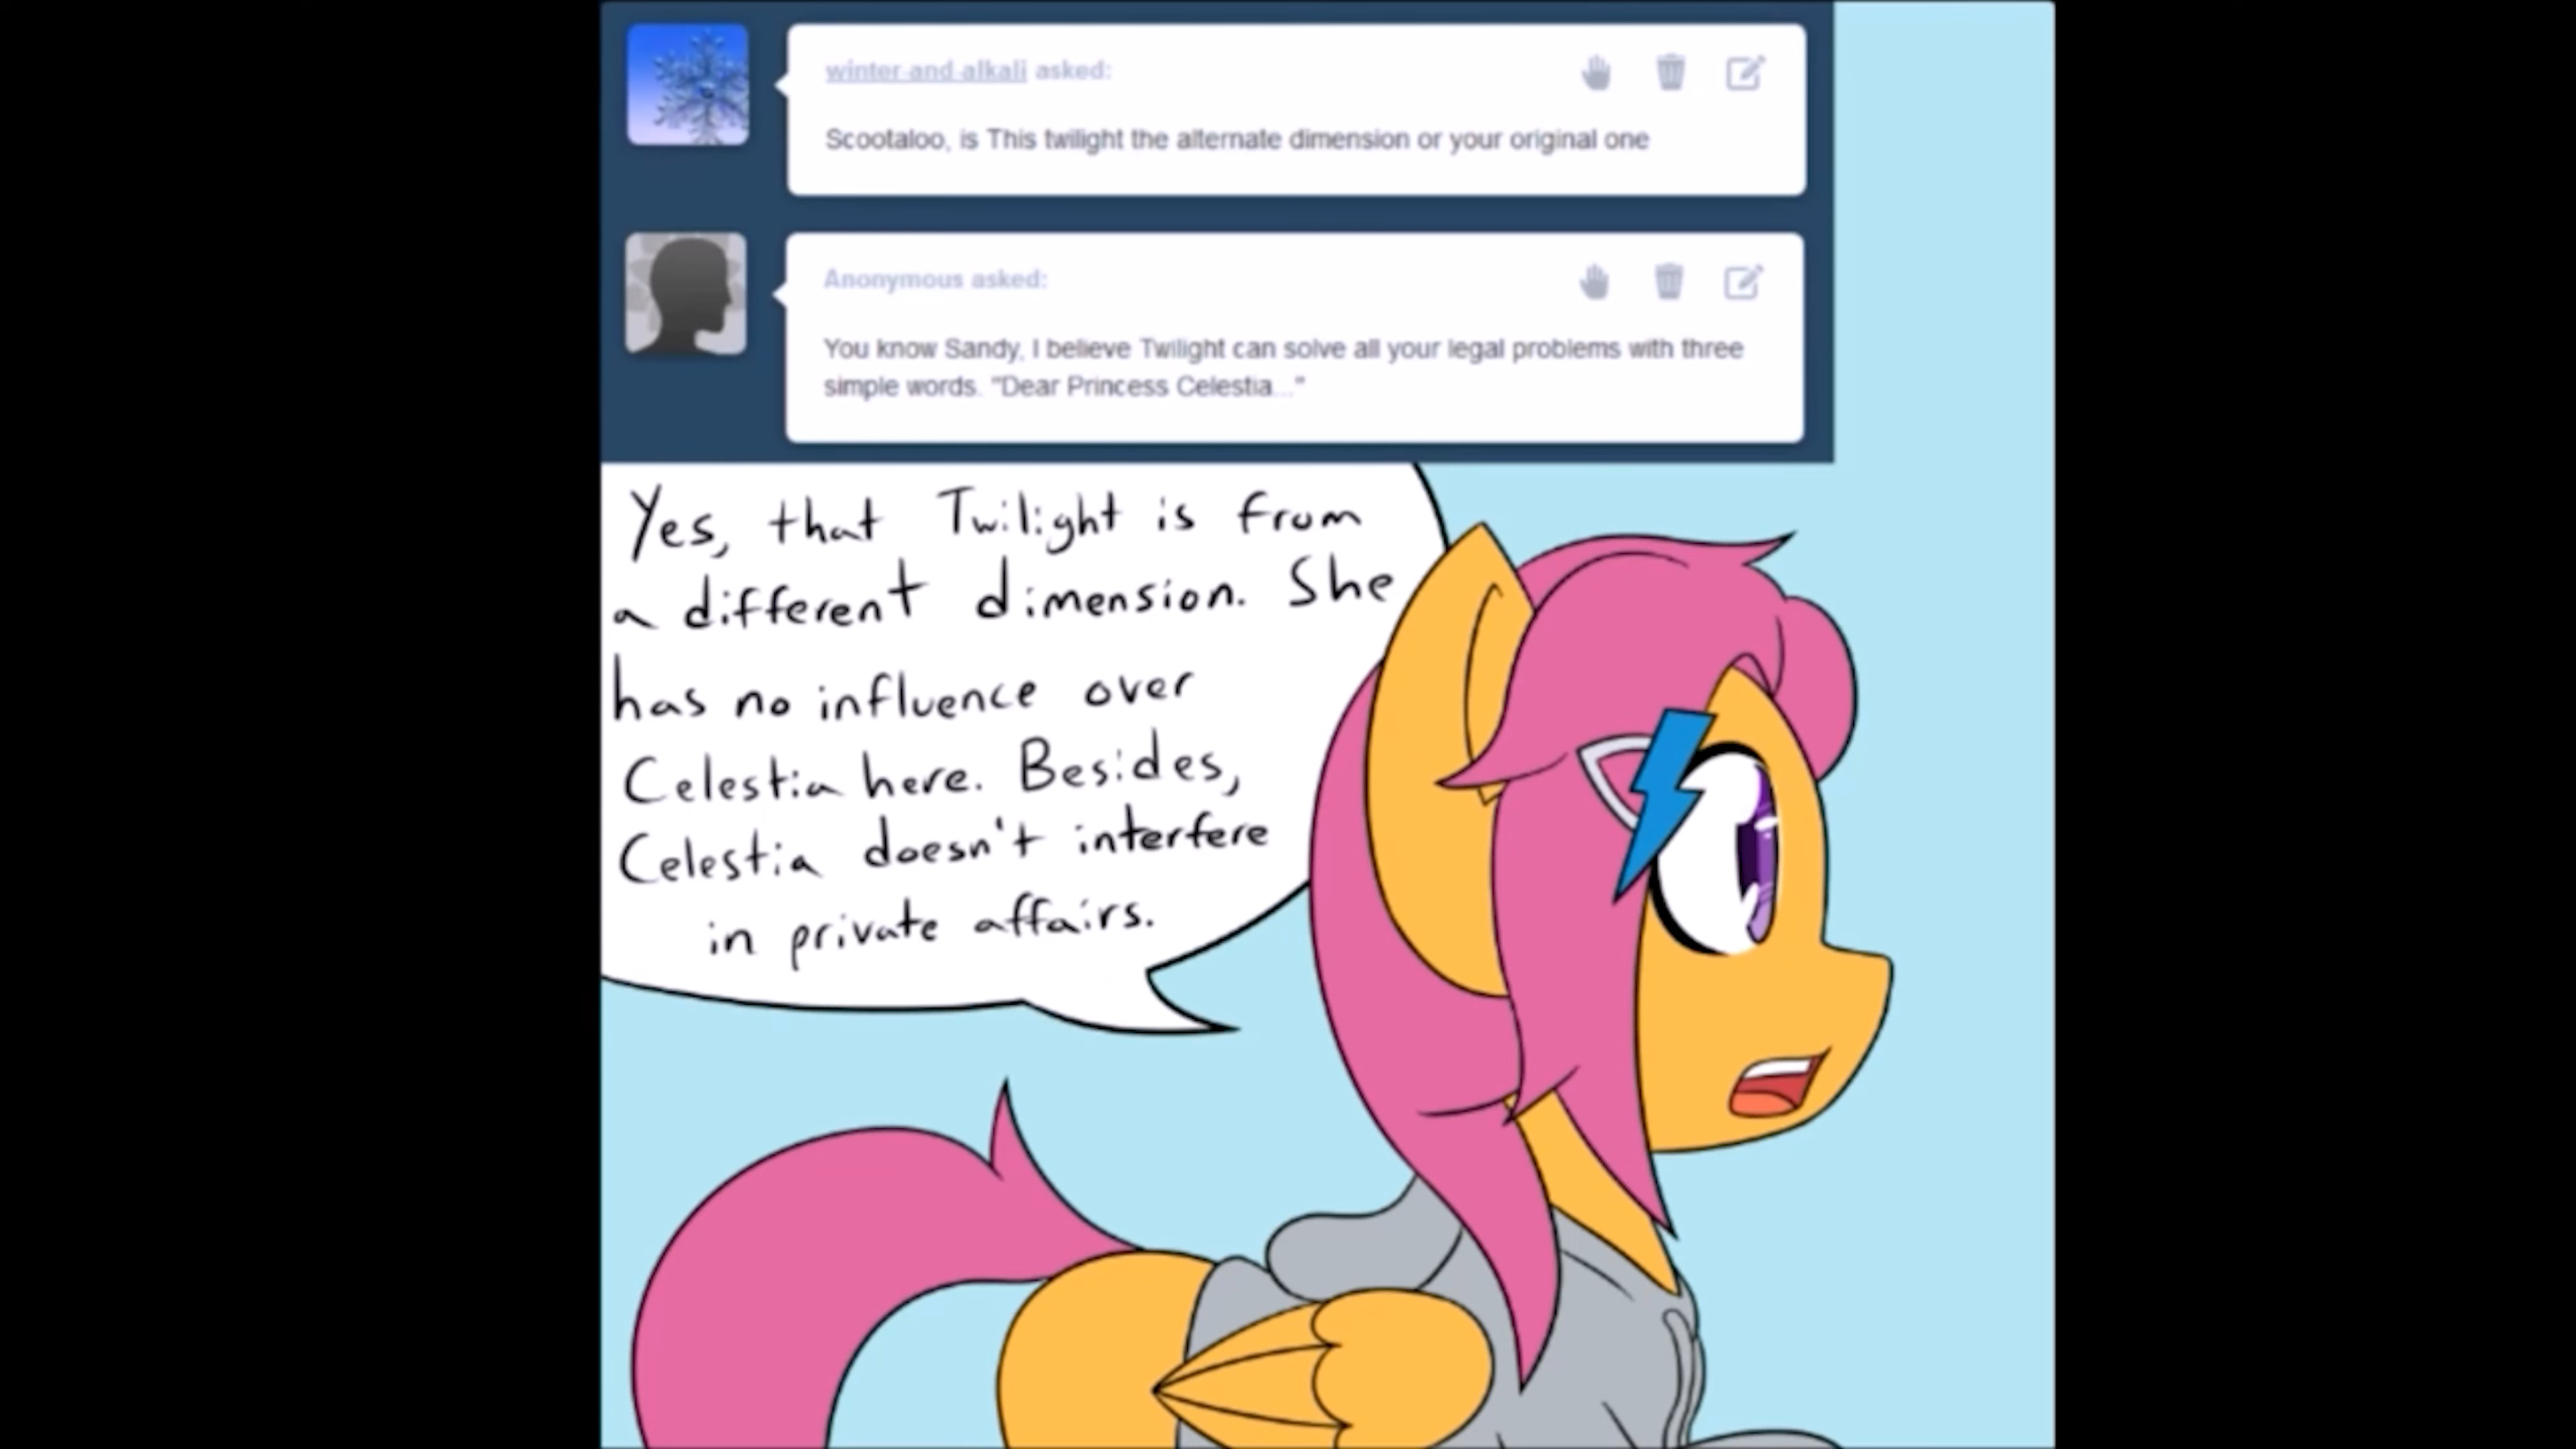 winter-and-alkali asked:
Scootaloo, is This twilight the alternate dimension or your original one
Anonymous asked:
You know Sandy, I believe Twilight can solve all your legal problems with three
simple words. "Dear Princess Celestia..."
Yes, that Twilight is from
a different dimension. She
has no influence over
Celestia here. Besides,
Celestia doesn't interfere
in private affairs.